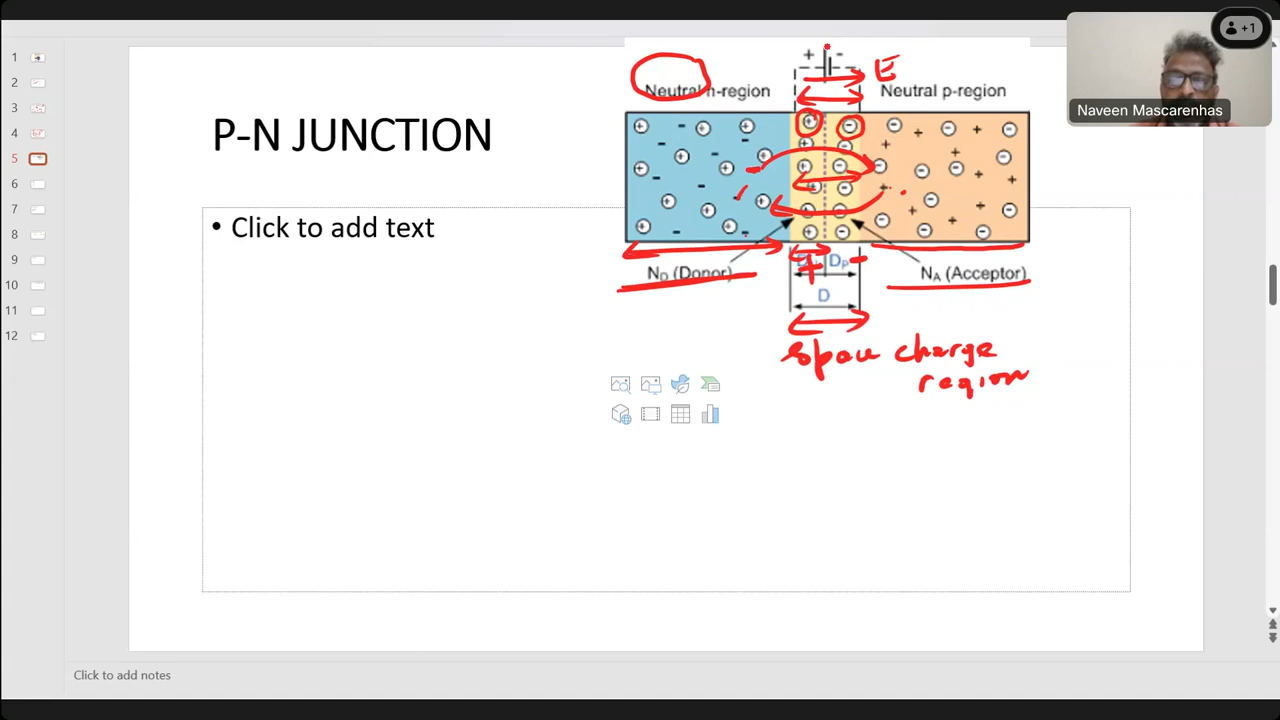 +1
Naveen Mascarenhas
1
2
3
4
5
6
7
8
9
10
11
12
P-N JUNCTION
• Click to add text
+ -
E
Neutral n-region
Neutral p-region
N_D (Donor)
D_P
N_A (Acceptor)
+ -
D
space charge
region
Click to add notes